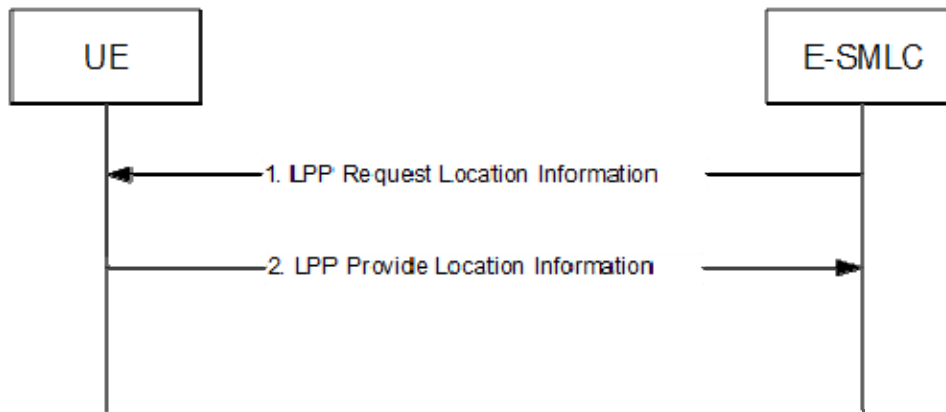 UE
E-SMLC
1. LPP Request Location Information
2. LPP Provide Location Information